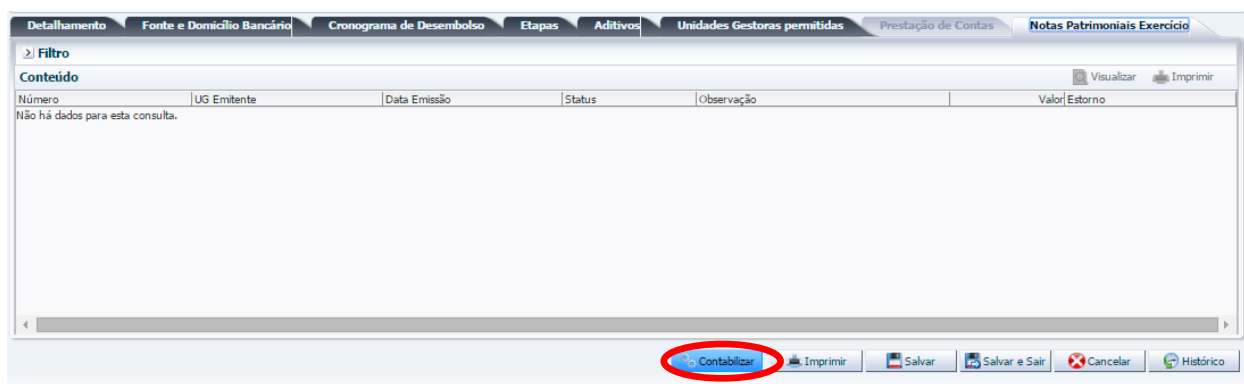 Detalhamento Fonte e Domicílio Bancário Cronograma de Desembolso Etapas Aditivos Unidades Gestoras permitidas Prestação de Contas Notas Patrimoniais Exercício
Filtro
Conteúdo Visualizar Imprimir
Número UG Emitente Data Emissão Status Observação Valor Estorno
Não há dados para esta consulta.
Contabilizar Imprimir Salvar Salvar e Sair Cancelar Histórico